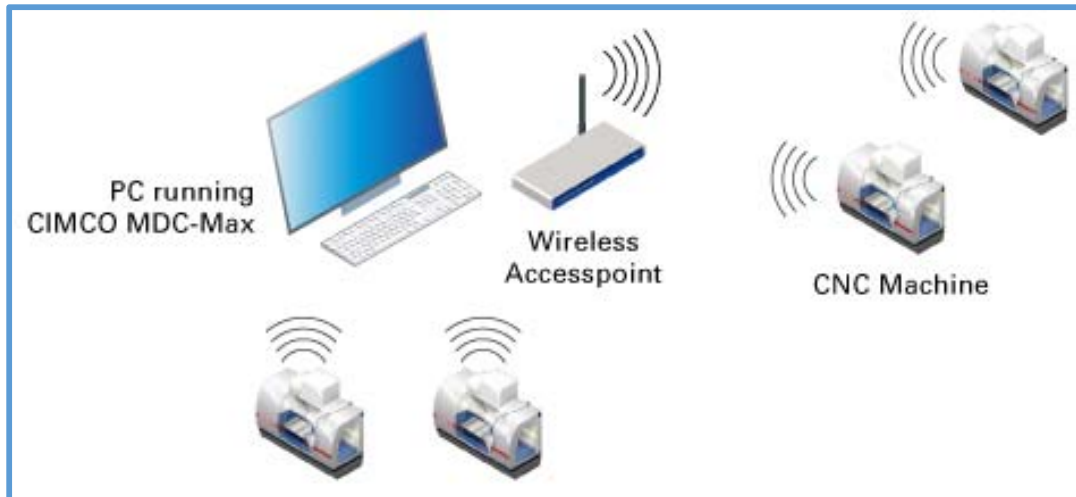 PC running
CIMCO MDC-Max
Wireless
Accesspoint
CNC Machine